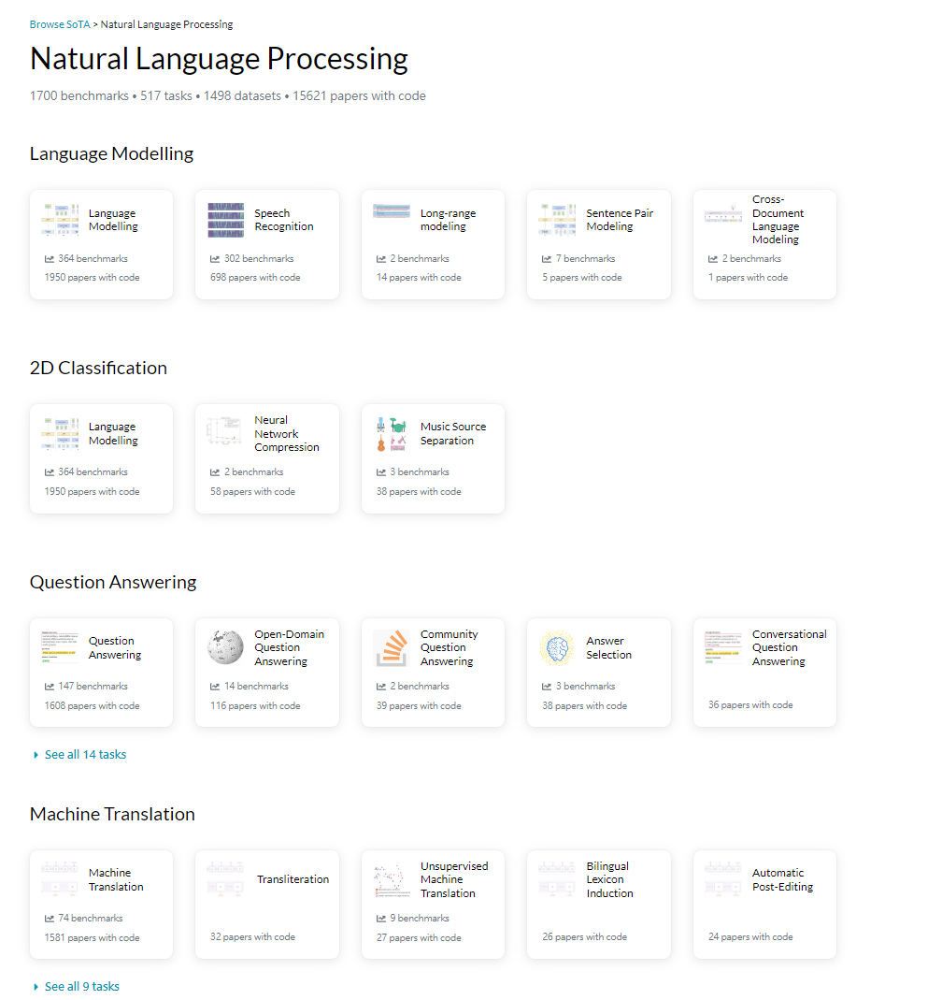 Browse SoTA > Natural Language Processing
Natural Language Processing
1700 benchmarks • 517 tasks • 1498 datasets • 15621 papers with code
Language Modelling
Language
Modelling
364 benchmarks
1950 papers with code
Speech
Recognition
302 benchmarks
698 papers with code
Long-range
modeling
2 benchmarks
14 papers with code
Sentence Pair
Modeling
7 benchmarks
5 papers with code
Cross-
Document
Language
Modeling
2 benchmarks
1 papers with code
2D Classification
Language
Modelling
364 benchmarks
1950 papers with code
Neural
Network
Compression
2 benchmarks
58 papers with code
Music Source
Separation
3 benchmarks
38 papers with code
Question Answering
Question
Answering
147 benchmarks
1608 papers with code
Open-Domain
Question
Answering
14 benchmarks
116 papers with code
Community
Question
Answering
2 benchmarks
39 papers with code
Answer
Selection
3 benchmarks
38 papers with code
Conversational
Question
Answering
36 papers with code
See all 14 tasks
Machine Translation
Machine
Translation
74 benchmarks
1581 papers with code
Transliteration
32 papers with code
Unsupervised
Machine
Translation
9 benchmarks
27 papers with code
Bilingual
Lexicon
Induction
26 papers with code
Automatic
Post-Editing
24 papers with code
See all 9 tasks